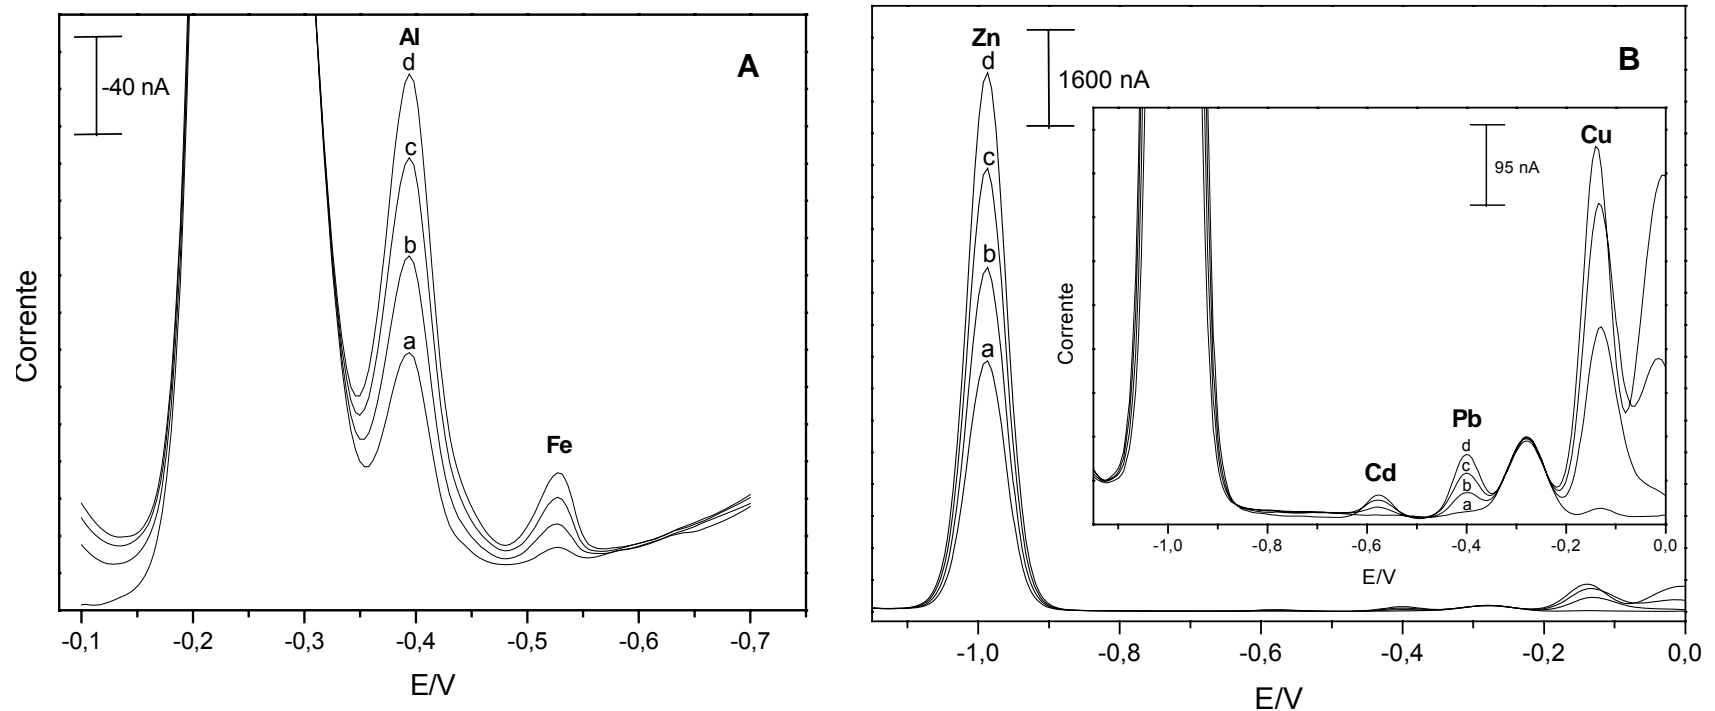 Al
d
-40 nA
A
c
b
a
Fe
Corrente
-0,1 -0,2 -0,3 -0,4 -0,5 -0,6 -0,7
E/V
Zn
d
1600 nA
B
c
b
a
Cu
95 nA
Corrente
Pb
d
c
b
a
Cd
-1,0 -0,8 -0,6 -0,4 -0,2 0,0
E/V
-1,0 -0,8 -0,6 -0,4 -0,2 0,0
E/V